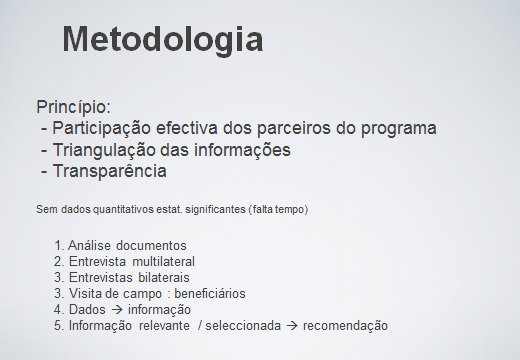 Metodologia
Princípio:
- Participação efectiva dos parceiros do programa
- Triangulação das informações
- Transparência
Sem dados quantitativos estat. significantes (falta tempo)
1. Análise documentos
2. Entrevista multilateral
3. Entrevistas bilaterais
3. Visita de campo : beneficiários
4. Dados → informação
5. Informação relevante / seleccionada → recomendação